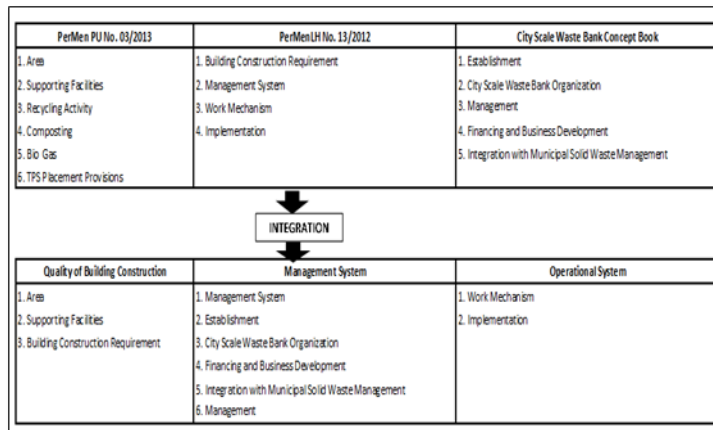 PerMen PU No. 03/2013
1. Area
2. Supporting Facilities
3. Recycling Activity
4. Composting
5. Bio Gas
6. TPS Placement Provisions
PerMenLH No. 13/2012
1. Building Construction Requirement
2. Management System
3. Work Mechanism
4. Implementation
City Scale Waste Bank Concept Book
1. Establishment
2. City Scale Waste Bank Organization
3. Management
4. Financing and Business Development
5. Integration with Municipal Solid Waste Management
INTEGRATION
Quality of Building Construction
1. Area
2. Supporting Facilities
3. Building Construction Requirement
Management System
1. Management System
2. Establishment
3. City Scale Waste Bank Organization
4. Financing and Business Development
5. Integration with Municipal Solid Waste Management
6. Management
Operational System
1. Work Mechanism
2. Implementation